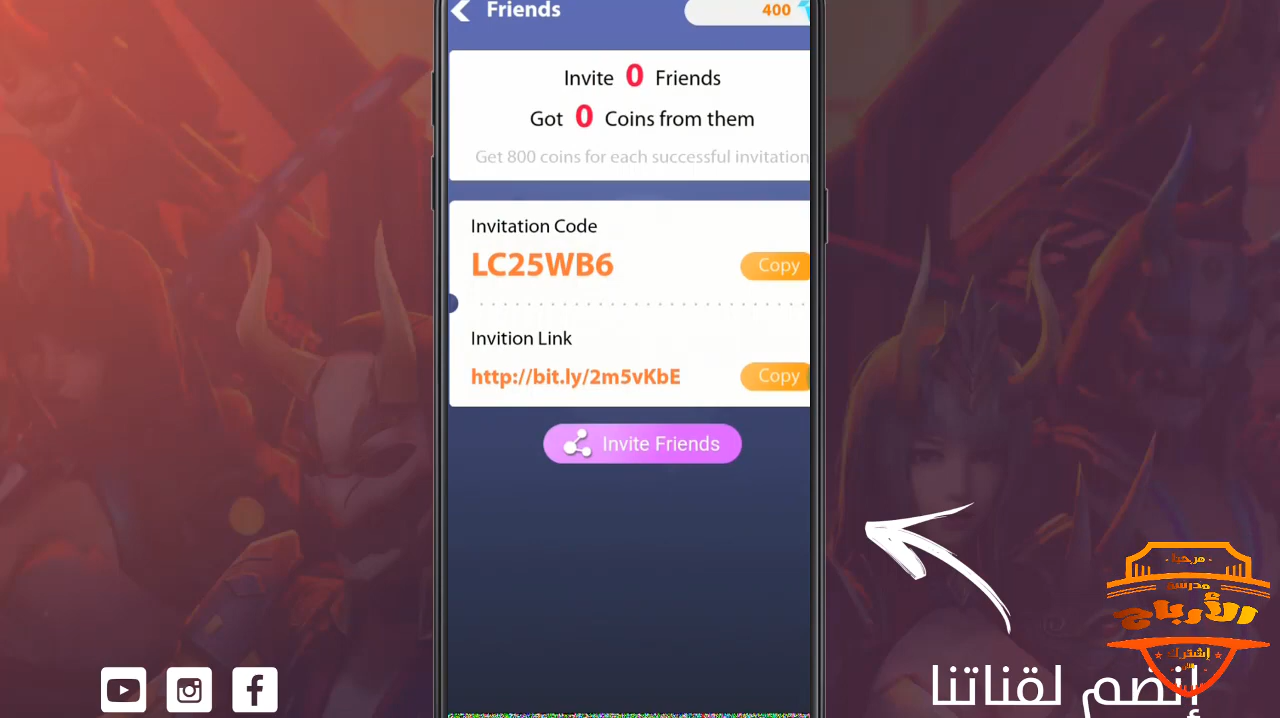 Friends
400
Invite 0 Friends
Got 0 Coins from them
Get 800 coins for each successful invitation
Invitation Code
LC25WB6
Copy
Invition Link
http://bit.ly/2m5vKbE
Copy
Invite Friends
مرحبا
مدرسة
الأرباح
إشترك
إنضم لقناتنا